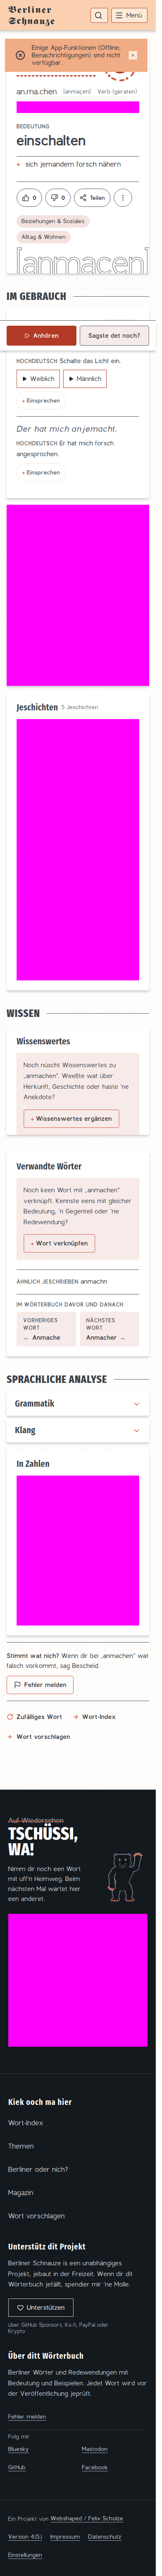 Berliner
Schnauze
Menü
Einige App-Funktionen (Offline,
Benachrichtigungen) sind nicht
verfügbar.
an.ma.chen [anmacen] Verb (gerateni)
BEDEUTUNG
einschalten
+ sich jemandem forsch nähern
0
0
Teilen
Beziehungen & Soziales
Alltag & Wohnen
[anmacen]
IM GEBRAUCH
Anhören
Sagste det noch?
HOCHDEUTSCH Schalte das Licht ein.
Weiblich
Männlich
+ Einsprechen
Der hat mich anjemacht.
HOCHDEUTSCH Er hat mich forsch
angesprochen.
+ Einsprechen
Jeschichten 5 Jeschichten
WISSEN
Wissenswertes
Noch nüscht Wissenswertes zu
„anmachen“. Weeßte wat über
Herkunft, Geschichte oder haste 'ne
Anekdote?
+ Wissenswertes ergänzen
Verwandte Wörter
Noch keen Wort mit „anmachen“
verknüpft. Kennste eens mit gleicher
Bedeutung, 'n Gegenteil oder 'ne
Redewendung?
+ Wort verknüpfen
ÄHNLICH JESCHRIEBEN anmachn
IM WÖRTERBUCH DAVOR UND DANACH
VORHERIGES
WORT
← Anmache
NÄCHSTES
WORT
Anmacher →
SPRACHLICHE ANALYSE
Grammatik
Klang
In Zahlen
Stimmt wat nich? Wenn dir bei „anmachen“ wat
falsch vorkommt, sag Bescheid.
Fehler melden
Zufälliges Wort
Wort-Index
Wort vorschlagen
Auf Wiedersehen
TSCHÜSSI,
WA!
Nimm dir noch een Wort
mit uff'n Heimweg. Beim
nächsten Mal wartet hier
een anderet.
Kiek ooch ma hier
Wort-Index
Themen
Berliner oder nich?
Magazin
Wort vorschlagen
Unterstütz dit Projekt
Berliner Schnauze is een unabhängiges
Projekt, jebaut in der Freizeit. Wenn dir dit
Wörterbuch jefällt, spendier mir 'ne Molle.
Unterstützen
über GitHub Sponsors, Ko-fi, PayPal oder
Krypto
Über ditt Wörterbuch
Berliner Wörter und Redewendungen mit
Bedeutung und Beispielen. Jedet Wort wird vor
der Veröffentlichung geprüft.
Fehler melden
Folg mir
Bluesky
Mastodon
GitHub
Facebook
Ein Projekt von Webshaped / Felix Scholze
Version 4.15.1 Impressum Datenschutz
Einstellungen